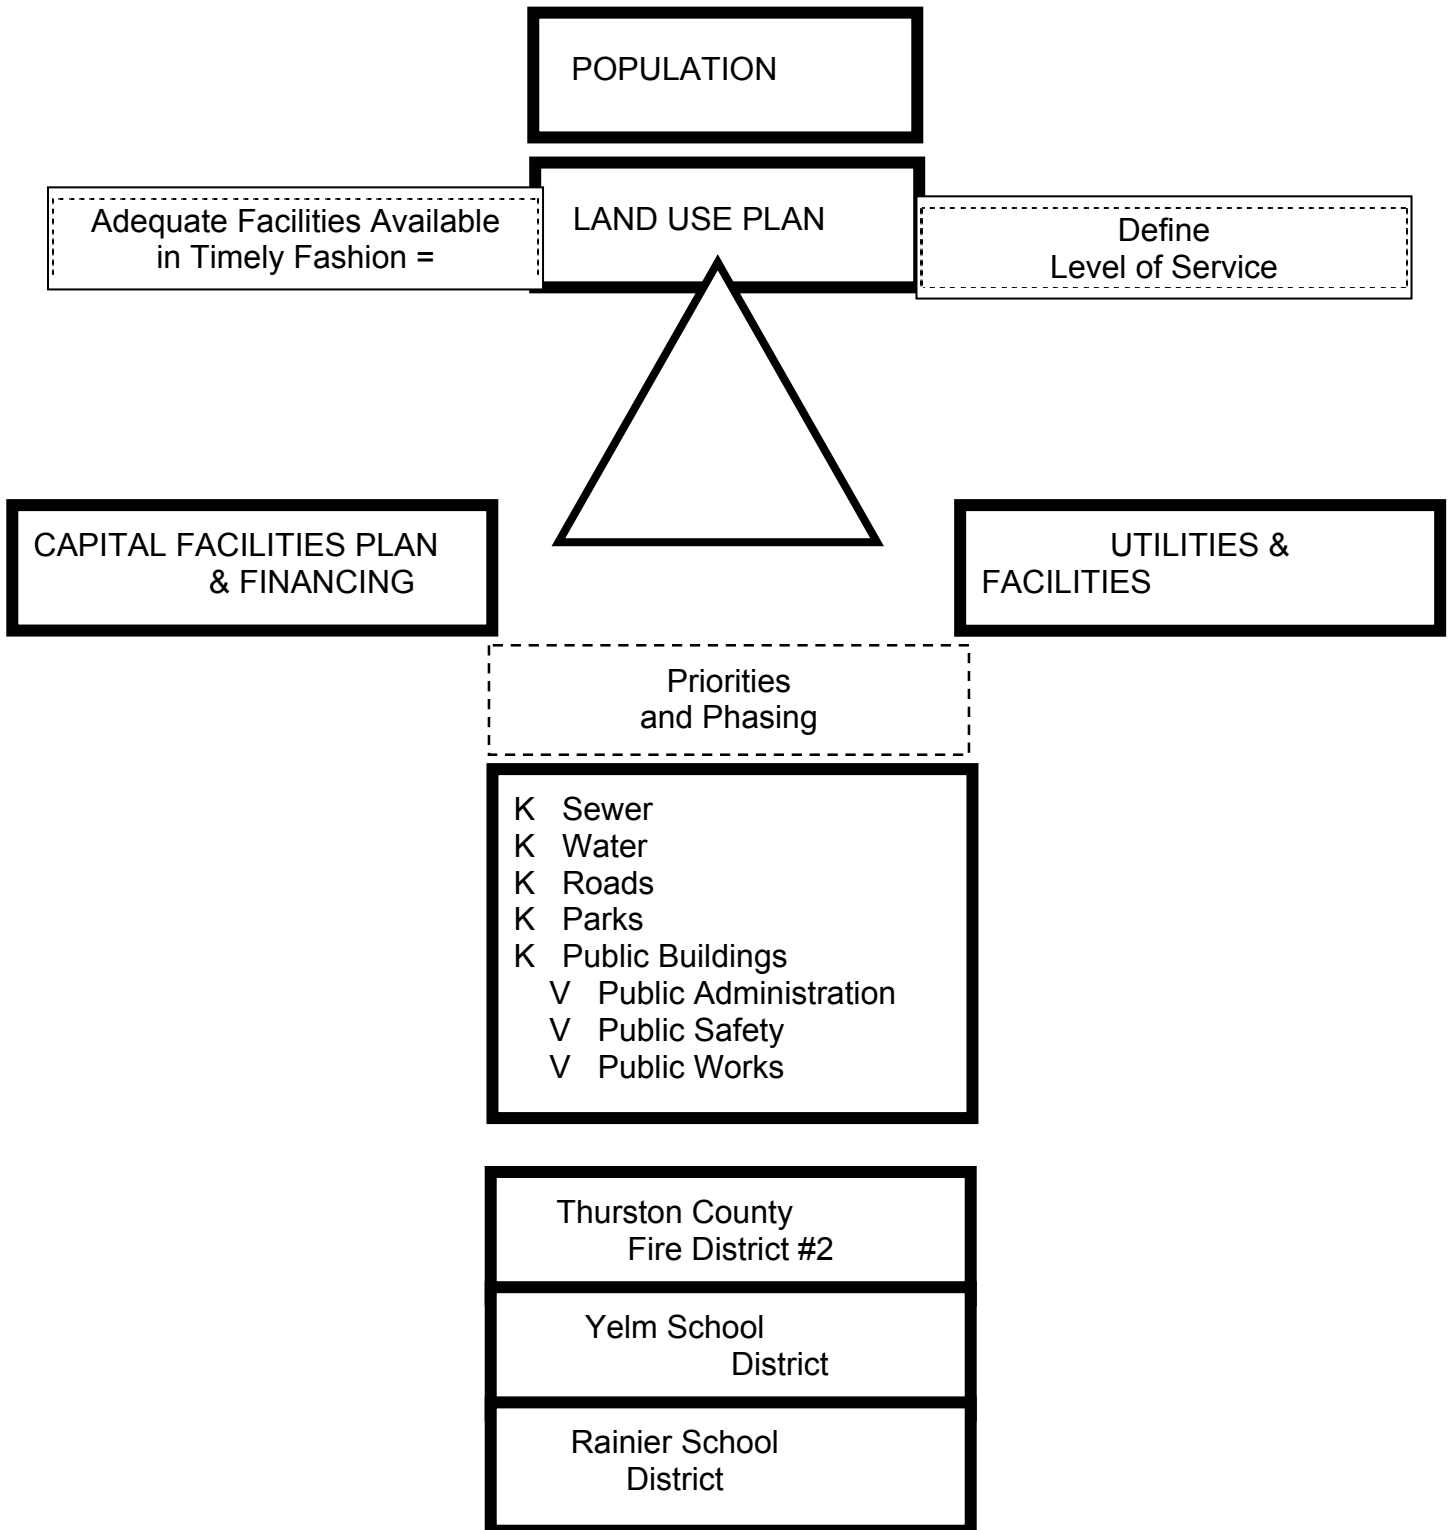 POPULATION
LAND USE PLAN
Adequate Facilities Available
in Timely Fashion =
Define
Level of Service
CAPITAL FACILITIES PLAN
& FINANCING
UTILITIES &
FACILITIES
Priorities
and Phasing
K Sewer
K Water
K Roads
K Parks
K Public Buildings
V Public Administration
V Public Safety
V Public Works
Thurston County
Fire District #2
Yelm School
District
Rainier School
District